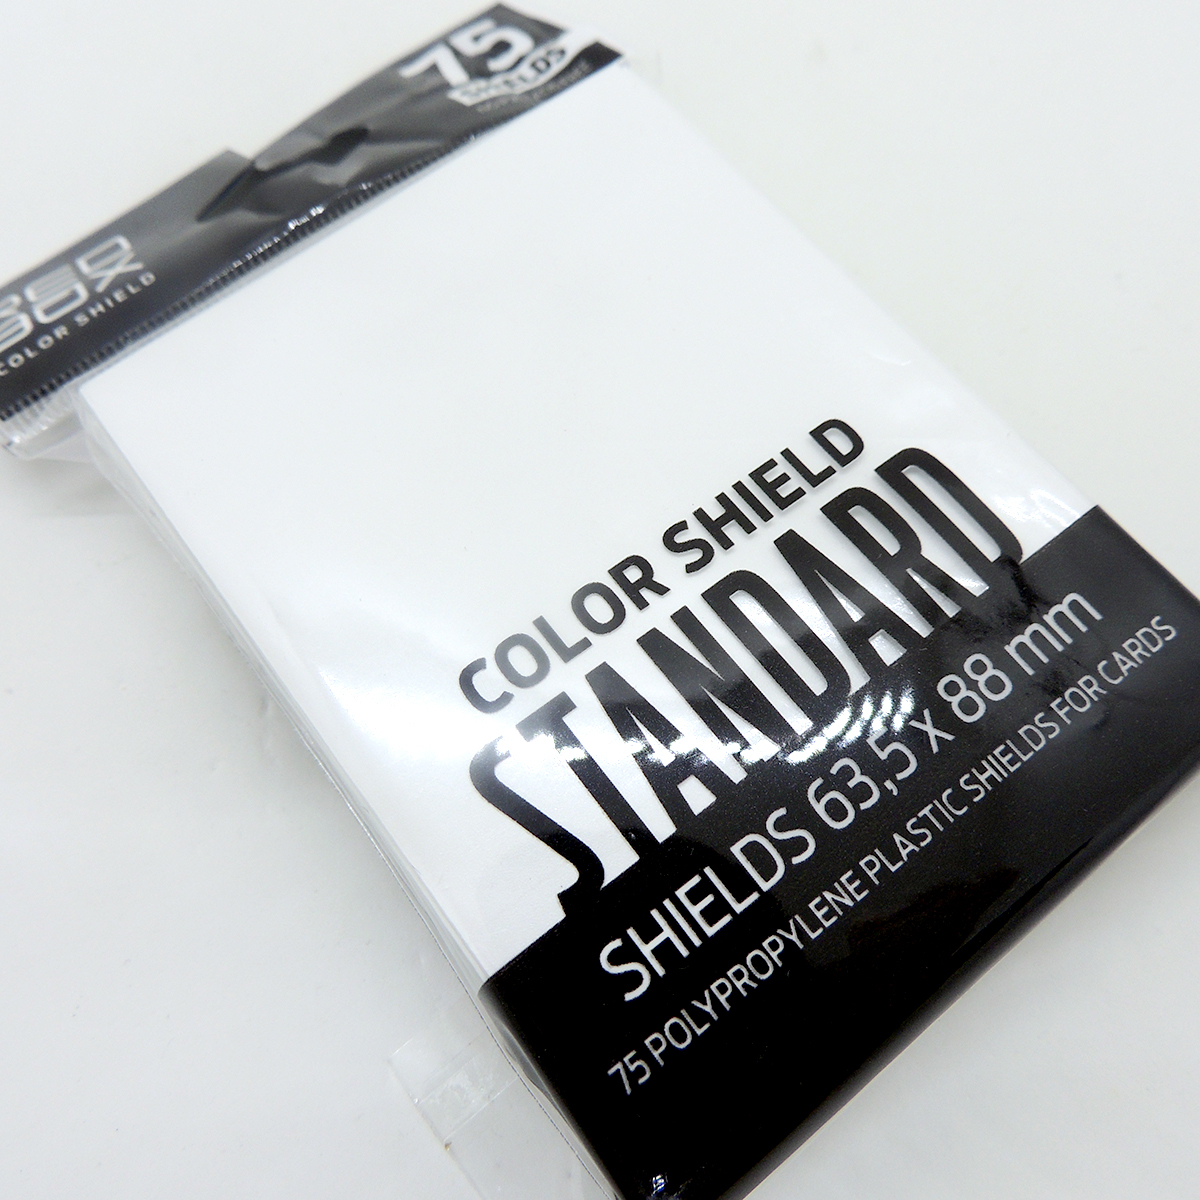 75
SHIELDS
COLOR SHIELD
COLOR SHIELD
STANDARD
SHIELDS 63,5 x 88 mm
75 POLYPROPYLENE PLASTIC SHIELDS FOR CARDS